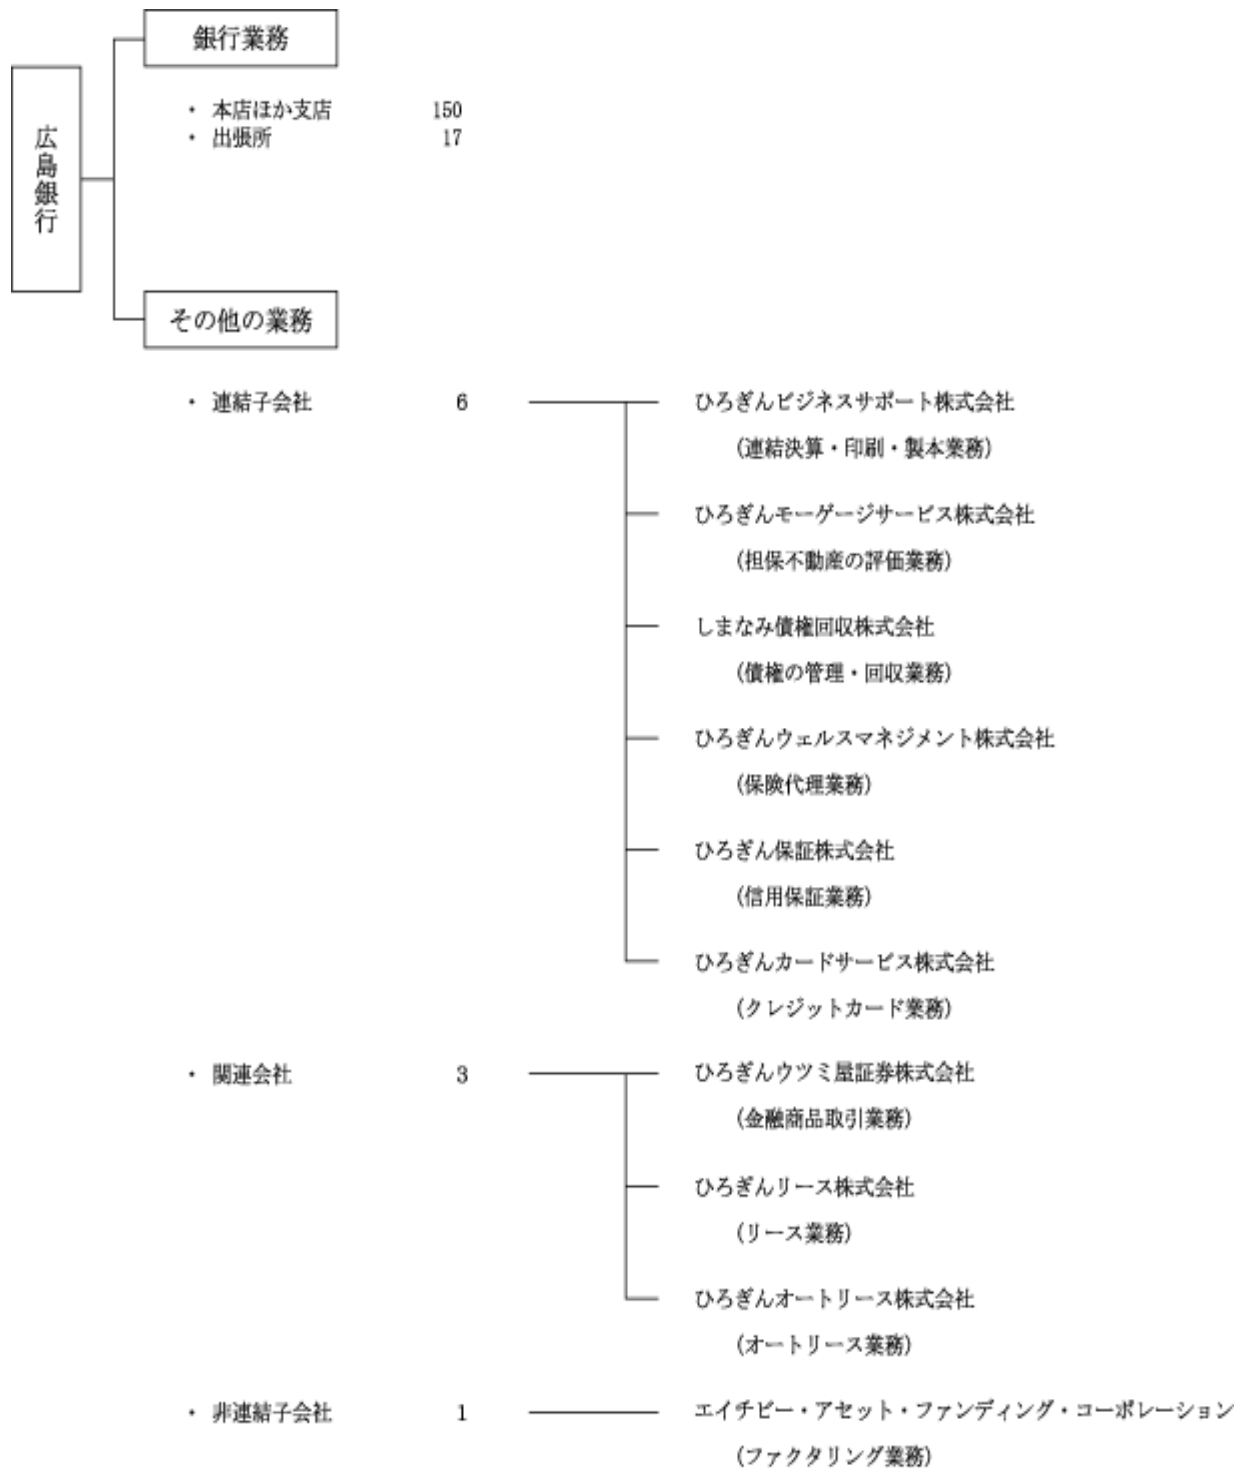 銀行業務
広島銀行
・ 本店ほか支店 150
・ 出張所 17
その他の業務
・ 連結子会社 6 ひろぎんビジネスサポート株式会社
(連結決算・印刷・製本業務)
ひろぎんモーゲージサービス株式会社
(担保不動産の評価業務)
しまなみ債権回収株式会社
(債権の管理・回収業務)
ひろぎんウェルスマネジメント株式会社
(保険代理業務)
ひろぎん保証株式会社
(信用保証業務)
ひろぎんカードサービス株式会社
(クレジットカード業務)
・ 関連会社 3 ひろぎんウツミ屋証券株式会社
(金融商品取引業務)
ひろぎんリース株式会社
(リース業務)
ひろぎんオートリース株式会社
(オートリース業務)
・ 非連結子会社 1 エイチビー・アセット・ファンディング・コーポレーション
(ファクタリング業務)